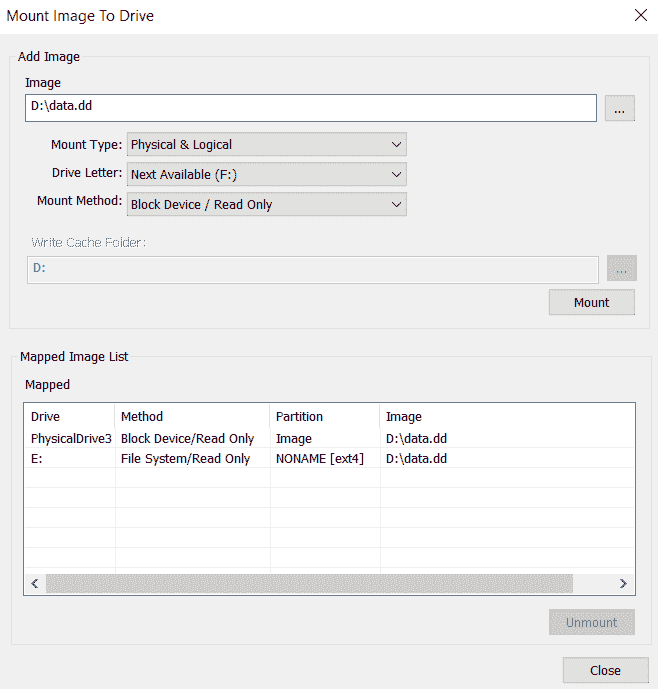 Mount Image To Drive
Add Image
Image
D:\data.dd
...
Mount Type: Physical & Logical
Drive Letter: Next Available (F:)
Mount Method: Block Device / Read Only
Write Cache Folder:
D:
...
Mount
Mapped Image List
Mapped
Drive Method Partition Image
PhysicalDrive3 Block Device/Read Only Image D:\data.dd
E: File System/Read Only NONAME [ext4] D:\data.dd
Unmount
Close